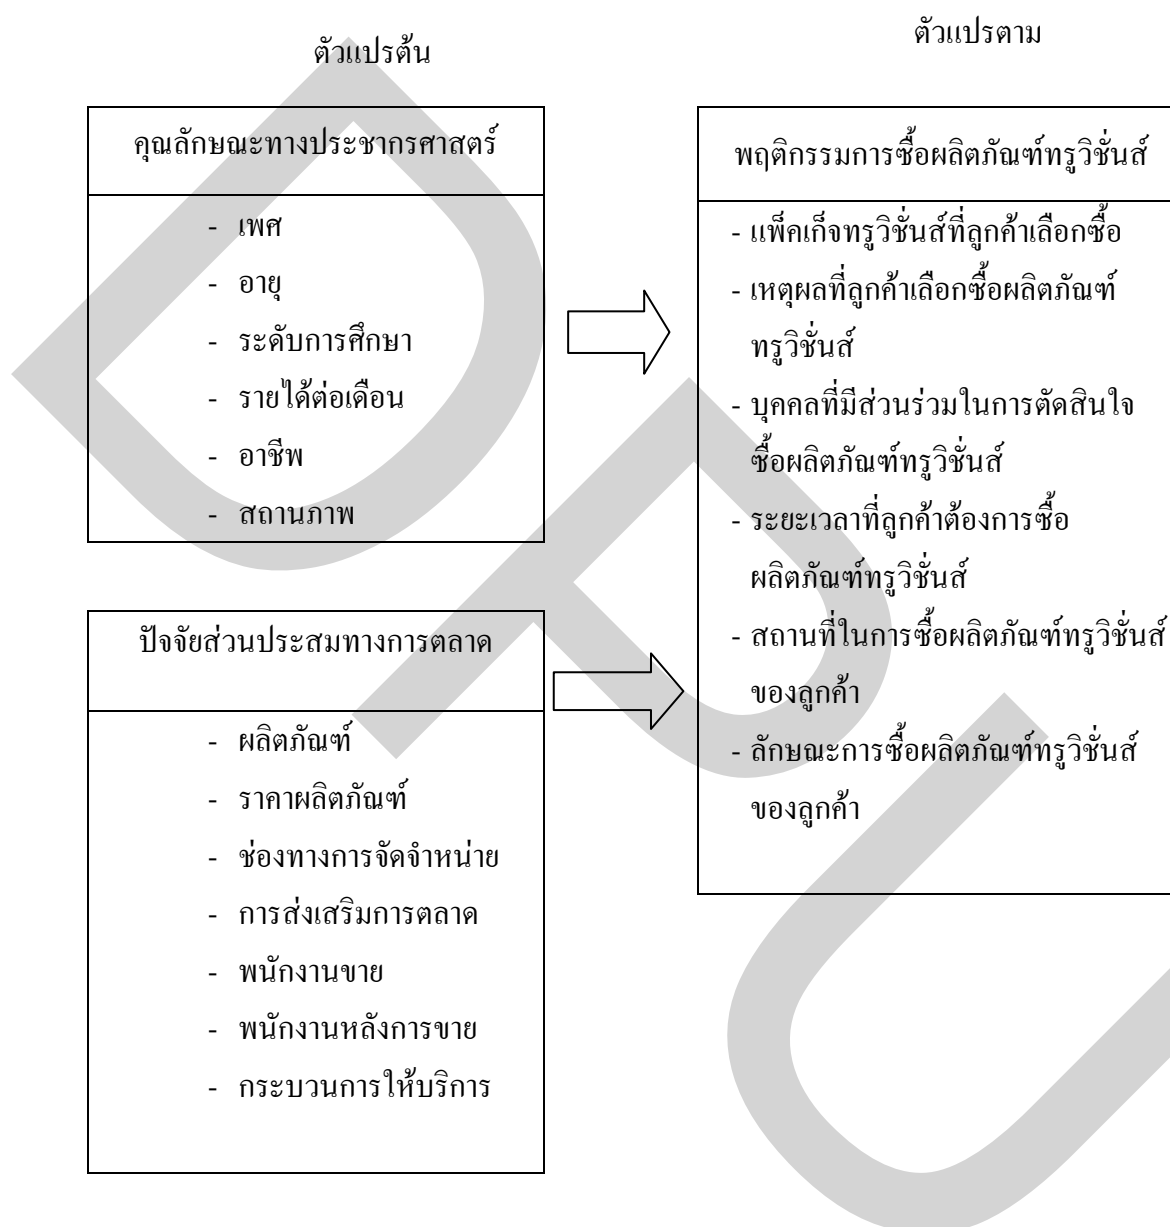 ตัวแปรต้น
คุณลักษณะทางประชากรศาสตร์
- เพศ
- อายุ
- ระดับการศึกษา
- รายได้ต่อเดือน
- อาชีพ
- สถานภาพ
ปัจจัยส่วนประสมทางการตลาด
- ผลิตภัณฑ์
- ราคาผลิตภัณฑ์
- ช่องทางการจัดจำหน่าย
- การส่งเสริมการตลาด
- พนักงานขาย
- พนักงานหลังการขาย
- กระบวนการให้บริการ
ตัวแปรตาม
พฤติกรรมการซื้อผลิตภัณฑ์ทรูวิชั่นส์
- แพ็คเก็จทรูวิชั่นส์ที่ลูกค้าเลือกซื้อ
- เหตุผลที่ลูกค้าเลือกซื้อผลิตภัณฑ์
ทรูวิชั่นส์
- บุคคลที่มีส่วนร่วมในการตัดสินใจ
ซื้อผลิตภัณฑ์ทรูวิชั่นส์
- ระยะเวลาที่ลูกค้าต้องการซื้อ
ผลิตภัณฑ์ทรูวิชั่นส์
- สถานที่ในการซื้อผลิตภัณฑ์ทรูวิชั่นส์
ของลูกค้า
- ลักษณะการซื้อผลิตภัณฑ์ทรูวิชั่นส์
ของลูกค้า
DPU